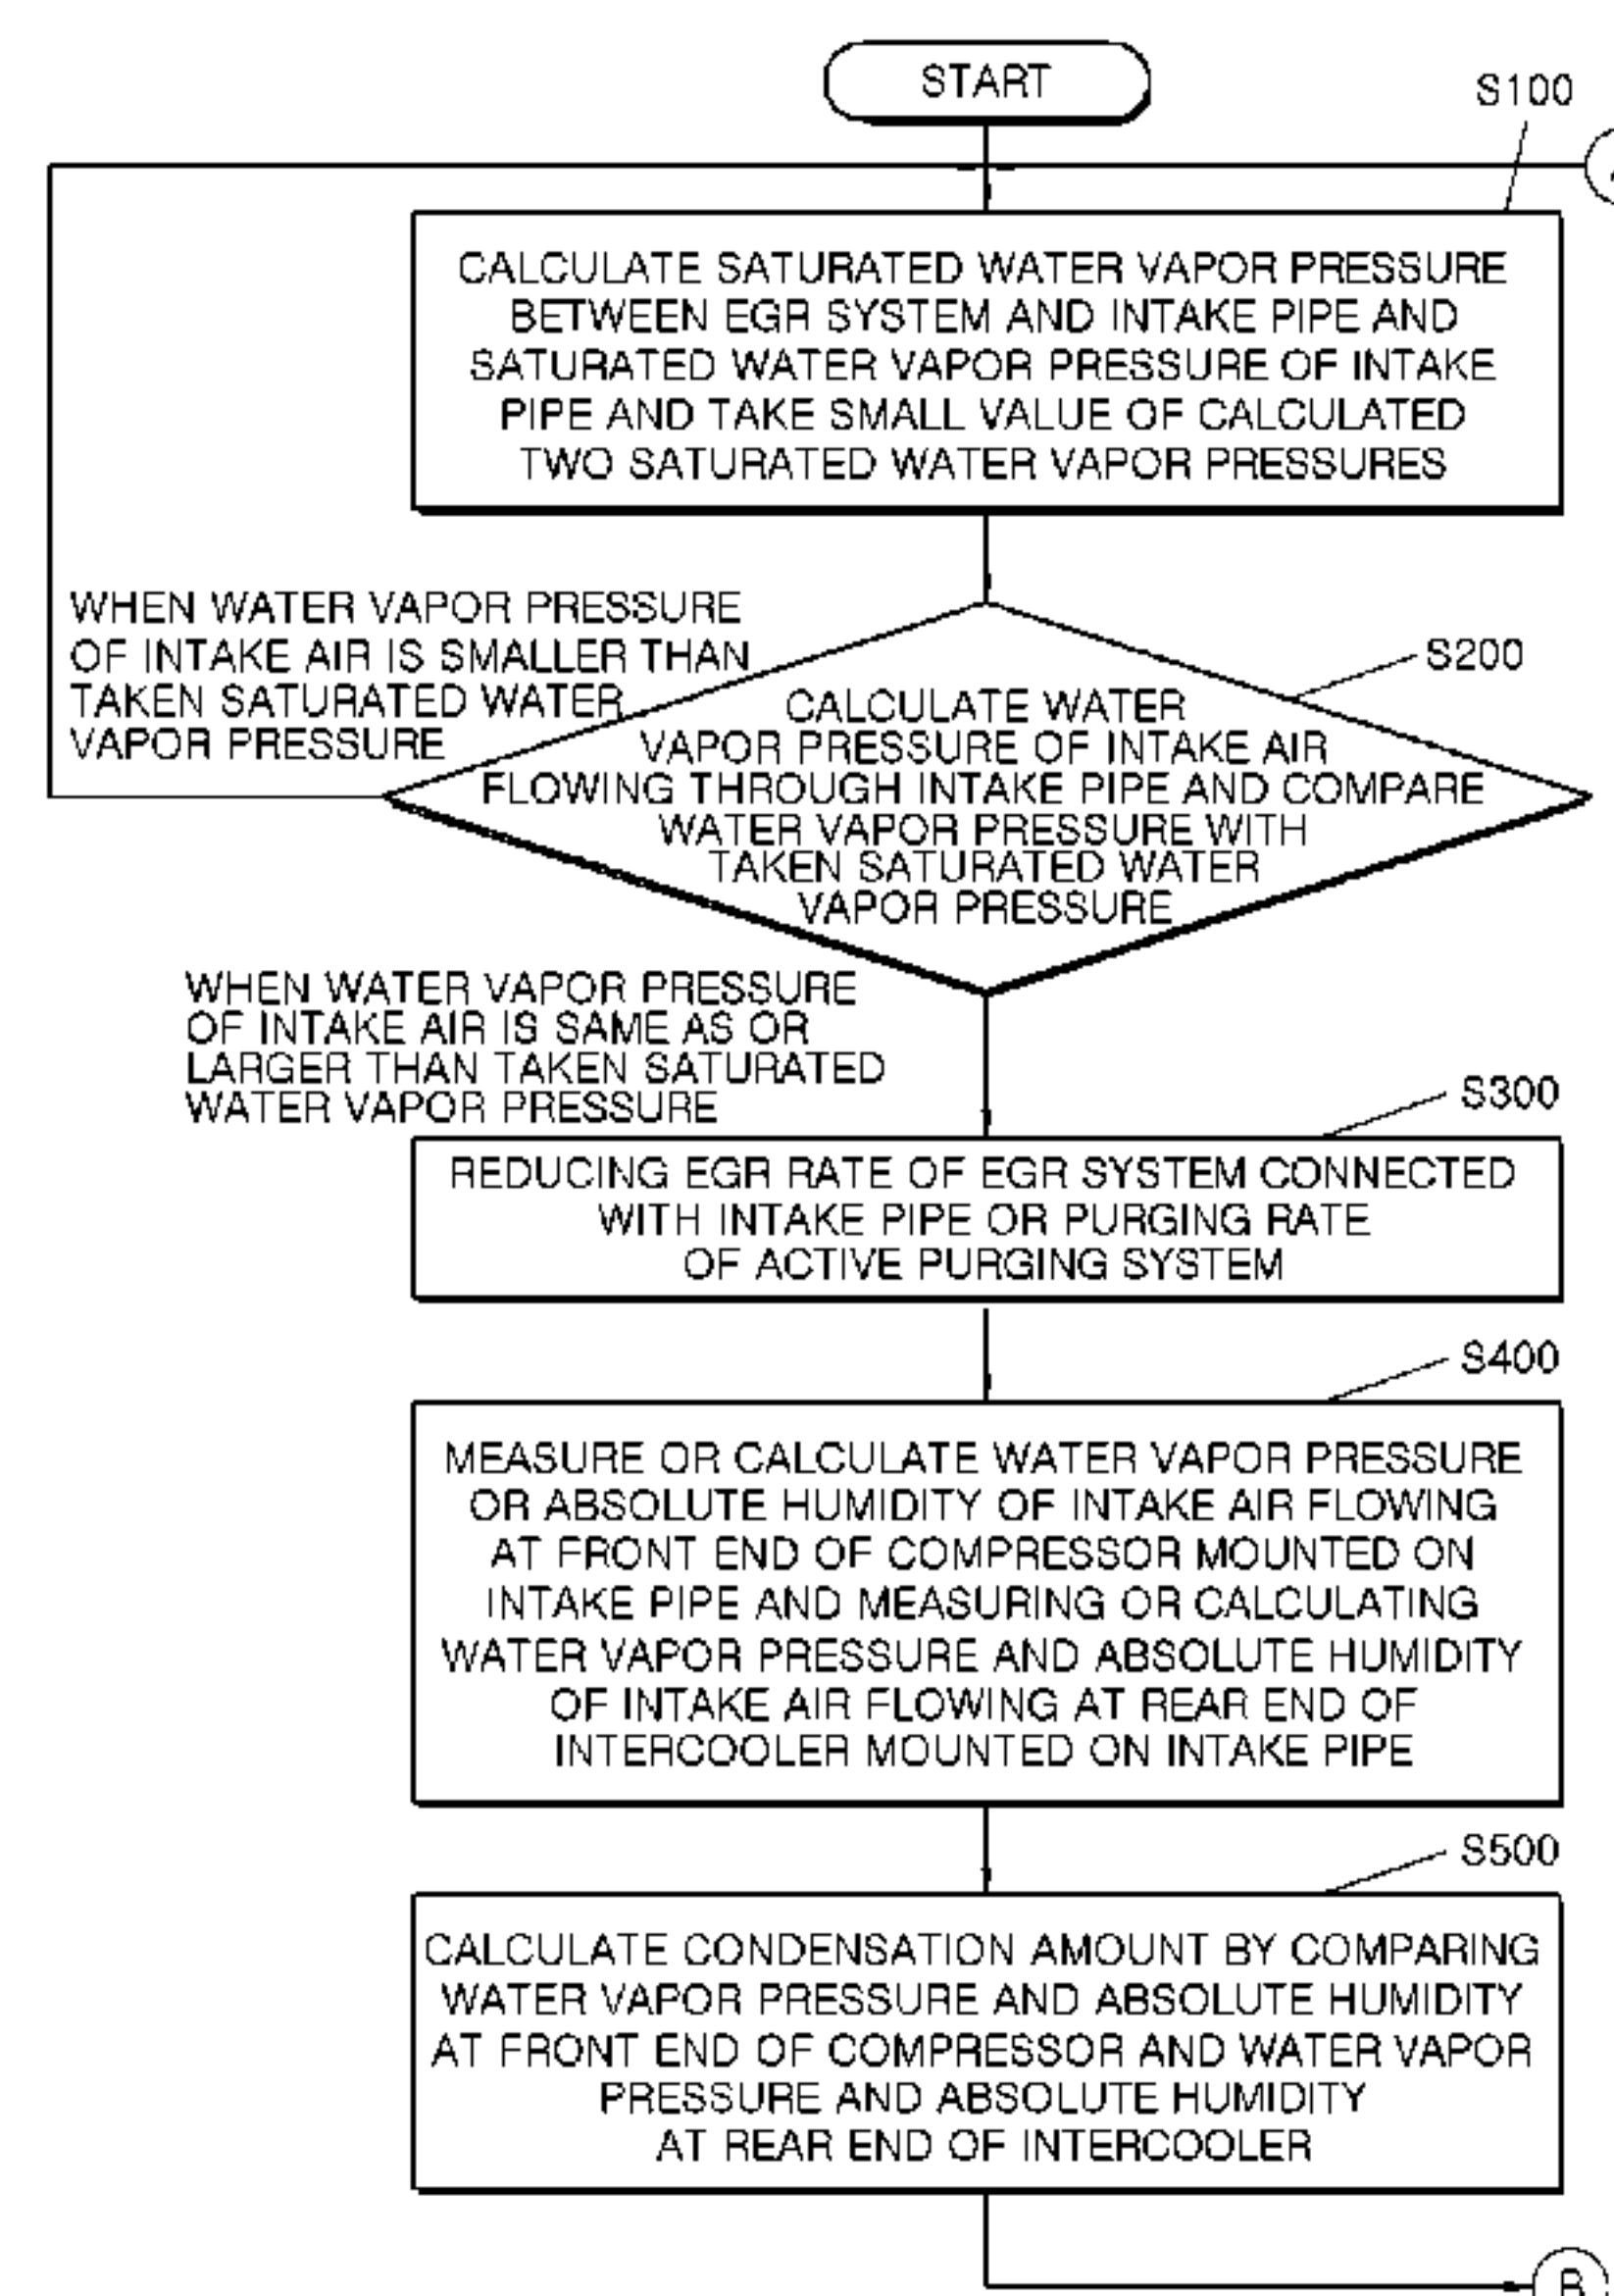 START
S100
CALCULATE SATURATED WATER VAPOR PRESSURE
BETWEEN EGR SYSTEM AND INTAKE PIPE AND
SATURATED WATER VAPOR PRESSURE OF INTAKE
PIPE AND TAKE SMALL VALUE OF CALCULATED
TWO SATURATED WATER VAPOR PRESSURES
WHEN WATER VAPOR PRESSURE
OF INTAKE AIR IS SMALLER THAN
TAKEN SATURATED WATER
VAPOR PRESSURE
S200
CALCULATE WATER
VAPOR PRESSURE OF INTAKE AIR
FLOWING THROUGH INTAKE PIPE AND COMPARE
WATER VAPOR PRESSURE WITH
TAKEN SATURATED WATER
VAPOR PRESSURE
WHEN WATER VAPOR PRESSURE
OF INTAKE AIR IS SAME AS OR
LARGER THAN TAKEN SATURATED
WATER VAPOR PRESSURE
S300
REDUCING EGR RATE OF EGR SYSTEM CONNECTED
WITH INTAKE PIPE OR PURGING RATE
OF ACTIVE PURGING SYSTEM
S400
MEASURE OR CALCULATE WATER VAPOR PRESSURE
OR ABSOLUTE HUMIDITY OF INTAKE AIR FLOWING
AT FRONT END OF COMPRESSOR MOUNTED ON
INTAKE PIPE AND MEASURING OR CALCULATING
WATER VAPOR PRESSURE AND ABSOLUTE HUMIDITY
OF INTAKE AIR FLOWING AT REAR END OF
INTERCOOLER MOUNTED ON INTAKE PIPE
S500
CALCULATE CONDENSATION AMOUNT BY COMPARING
WATER VAPOR PRESSURE AND ABSOLUTE HUMIDITY
AT FRONT END OF COMPRESSOR AND WATER VAPOR
PRESSURE AND ABSOLUTE HUMIDITY
AT REAR END OF INTERCOOLER